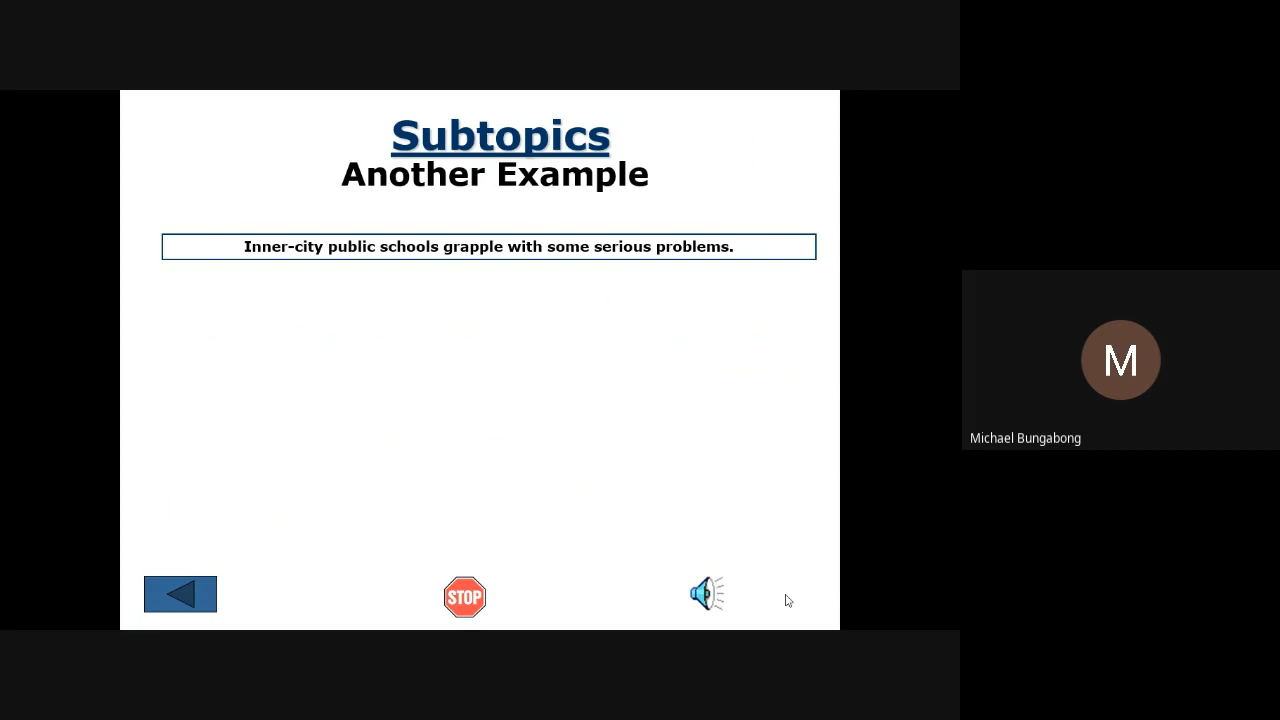 Subtopics
Another Example
Inner-city public schools grapple with some serious problems.
M
Michael Bungabong
STOP